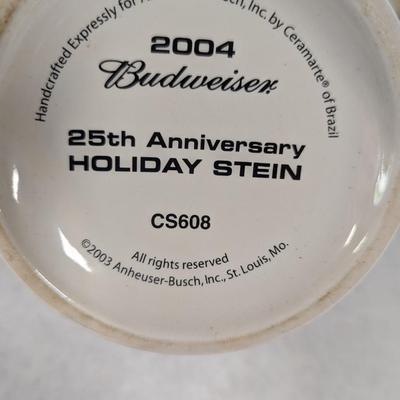 Handcrafted Expressly for Busch, Inc. by Ceramarte® of Brazil
2004
Budweiser
25th Anniversary
HOLIDAY STEIN
CS608
All rights reserved
©2003 Anheuser-Busch, Inc., St. Louis, Mo.